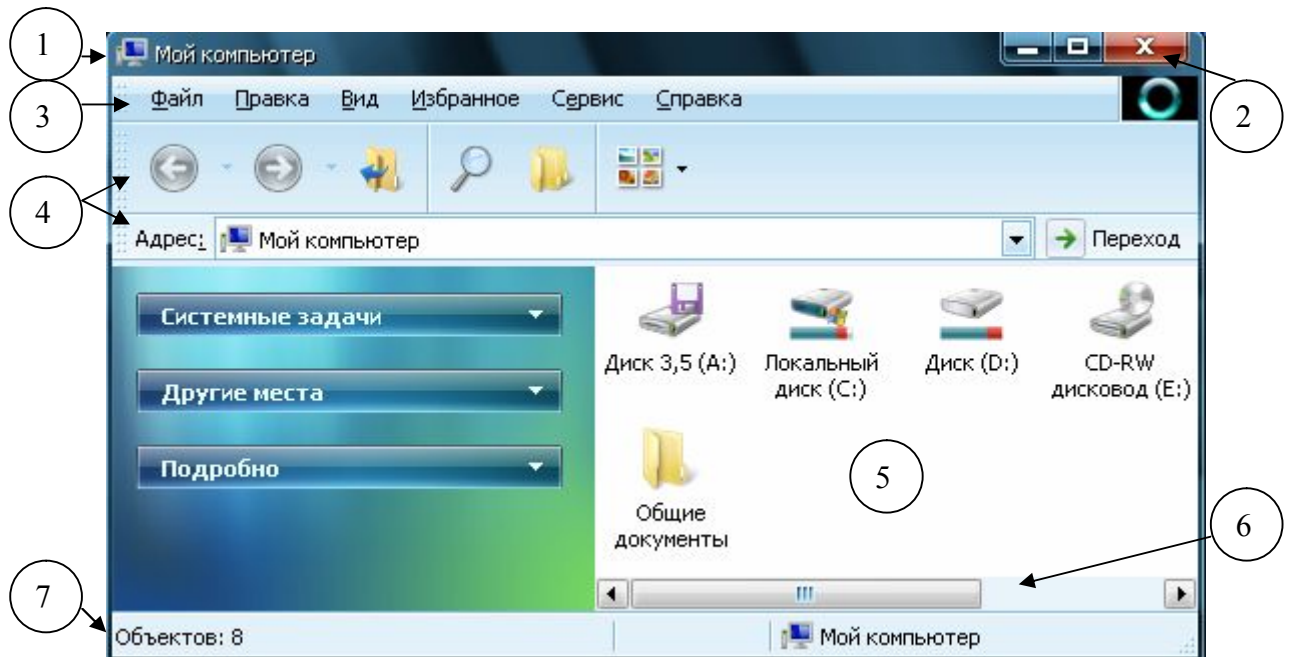 1
Мой компьютер
X
3
Файл Правка Вид Избранное Сервис Справка
2
4
Адрес: Мой компьютер Переход
Системные задачи
Другие места
Подробно
Диск 3,5 (A:)
Локальный
диск (C:)
Диск (D:)
CD-RW
дисковод (E:)
Общие
документы
5
6
7
Объектов: 8
Мой компьютер